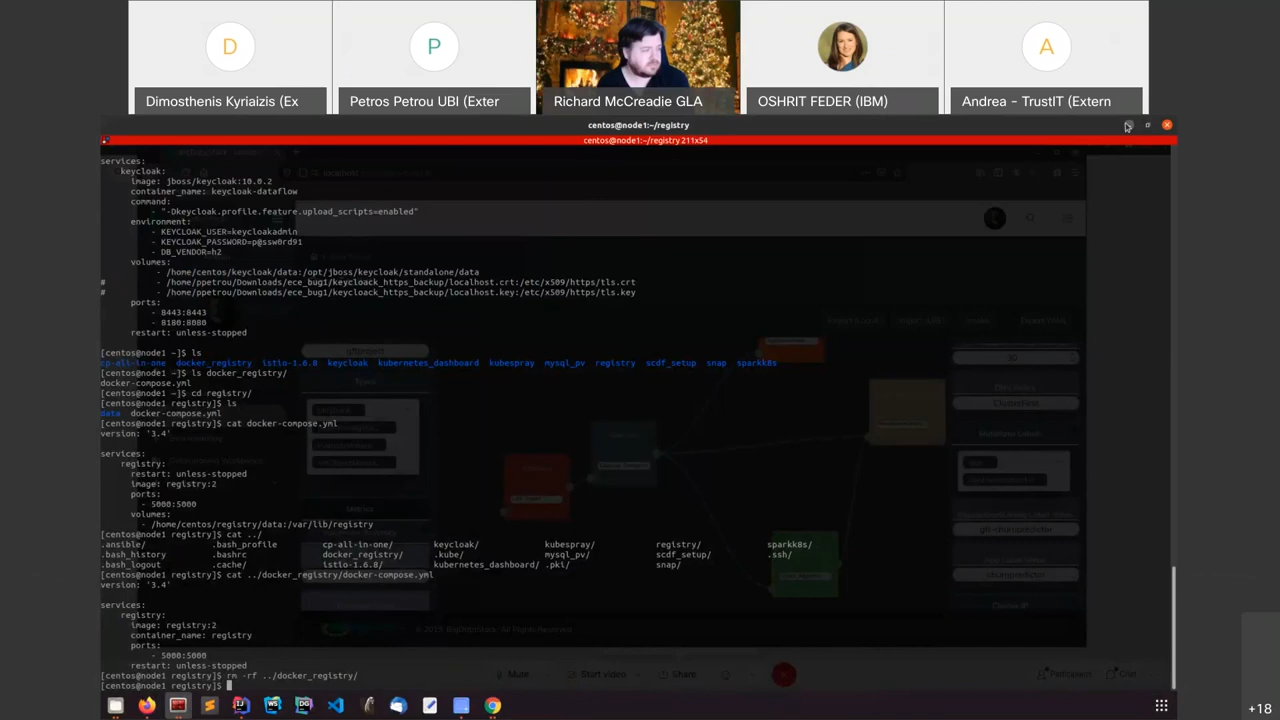 D
P
A
Dimosthenis Kyriaizis (Ex
Petros Petrou UBI (Exter
Richard McCreadie GLA
OSHRIT FEDER (IBM)
Andrea - TrustIT (Extern
centos@node1:~/registry
centos@node1:~/registry 211x54
services:
keycloak:
image: jboss/keycloak:10.0.2
container_name: keycloak-dataflow
command:
- "-Dkeycloak.profile.feature.upload_scripts=enabled"
environment:
- KEYCLOAK_USER=keycloakadmin
- KEYCLOAK_PASSWORD=p@ssw0rd91
- DB_VENDOR=h2
volumes:
- /home/centos/keycloak/data:/opt/jboss/keycloak/standalone/data
# - /home/ppetrou/Downloads/ece_bug1/keycloack_https_backup/localhost.crt:/etc/x509/https/tls.crt
# - /home/ppetrou/Downloads/ece_bug1/keycloack_https_backup/localhost.key:/etc/x509/https/tls.key
ports:
- 8443:8443
- 8180:8080
restart: unless-stopped
[centos@node1 ~]$ ls
cp-all-in-one docker_registry istio-1.6.8 keycloak kubernetes_dashboard kubespray mysql_pv registry scdf_setup snap sparkk8s
[centos@node1 ~]$ ls docker_registry/
docker-compose.yml
[centos@node1 ~]$ cd registry/
[centos@node1 registry]$ ls
data docker-compose.yml
[centos@node1 registry]$ cat docker-compose.yml
version: '3.4'
services:
registry:
restart: unless-stopped
image: registry:2
ports:
- 5000:5000
volumes:
- /home/centos/registry/data:/var/lib/registry
[centos@node1 registry]$ cat ../
.ansible/ .bash_profile cp-all-in-one/ keycloak/ kubespray/ registry/ sparkk8s/
.bash_history .bashrc docker_registry/ .kube/ mysql_pv/ scdf_setup/ .ssh/
.bash_logout .cache/ istio-1.6.8/ kubernetes_dashboard/ .pki/ snap/
[centos@node1 registry]$ cat ../docker_registry/docker-compose.yml
version: '3.4'
services:
registry:
image: registry:2
container_name: registry
ports:
- 5000:5000
restart: unless-stopped
[centos@node1 registry]$ rm -rf ../docker_registry/
[centos@node1 registry]$
Mute
Start video
Share
Participants
Chat
+18